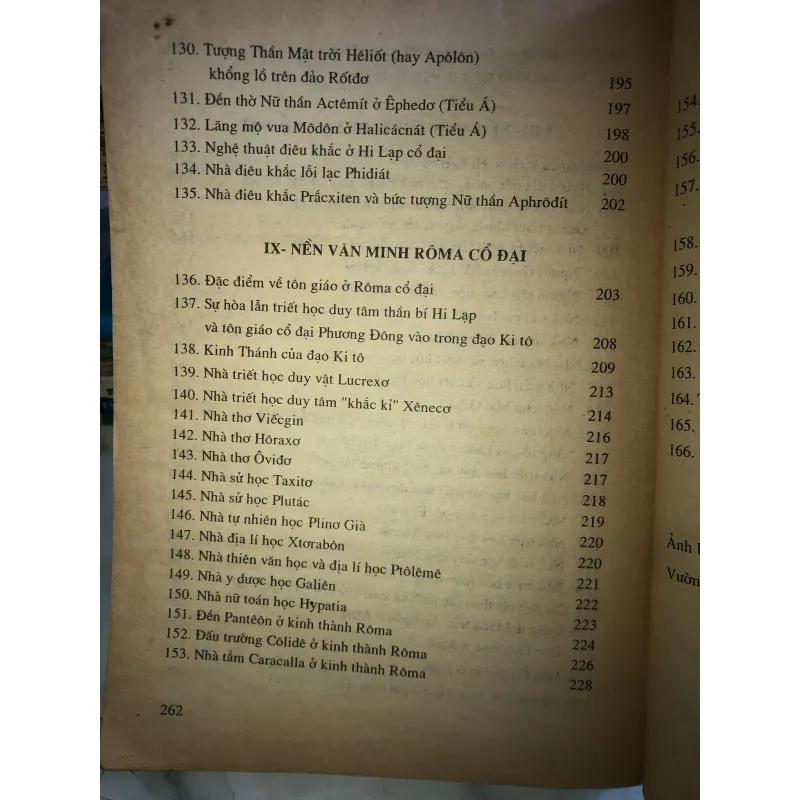 130. Tượng Thần Mặt trời Hêliốt (hay Apôlôn)
khổng lồ trên đảo Rốtđơ 195
131. Đền thờ Nữ thần Actêmít ở Êphedơ (Tiểu Á) 197
132. Lăng mộ vua Môdôn ở Halicácnát (Tiểu Á) 198
133. Nghệ thuật điêu khắc ở Hi Lạp cổ đại 200
134. Nhà điêu khắc lỗi lạc Phidiát 200
135. Nhà điêu khắc Prắcxiten và bức tượng Nữ thần Aphrôđít 202
IX- NỀN VĂN MINH RÔMA CỔ ĐẠI
136. Đặc điểm về tôn giáo ở Rôma cổ đại 203
137. Sự hòa lẫn triết học duy tâm thần bí Hi Lạp
và tôn giáo cổ đại Phương Đông vào trong đạo Ki tô 208
138. Kinh Thánh của đạo Ki tô 209
139. Nhà triết học duy vật Lucrexơ 213
140. Nhà triết học duy tâm "khắc kỉ" Xênecơ 214
141. Nhà thơ Viếcgin 216
142. Nhà thơ Hôraxơ 217
143. Nhà thơ Ôviđơ 217
144. Nhà sử học Taxitơ 218
145. Nhà sử học Plutác 219
146. Nhà tự nhiên học Plinơ Già 220
147. Nhà địa lí học Xtơrabôn 220
148. Nhà thiên văn học và địa lí học Ptôlêmê 221
149. Nhà y dược học Galiên 222
150. Nhà nữ toán học Hypatia 223
151. Đền Pantêôn ở kinh thành Rôma 224
152. Đấu trường Côlidê ở kinh thành Rôma 226
153. Nhà tắm Caracalla ở kinh thành Rôma 228
262
154.
155.
156.
157.
158.
159.
160.
161.
162.
163.
164.
165.
166.
Ảnh
Vườn